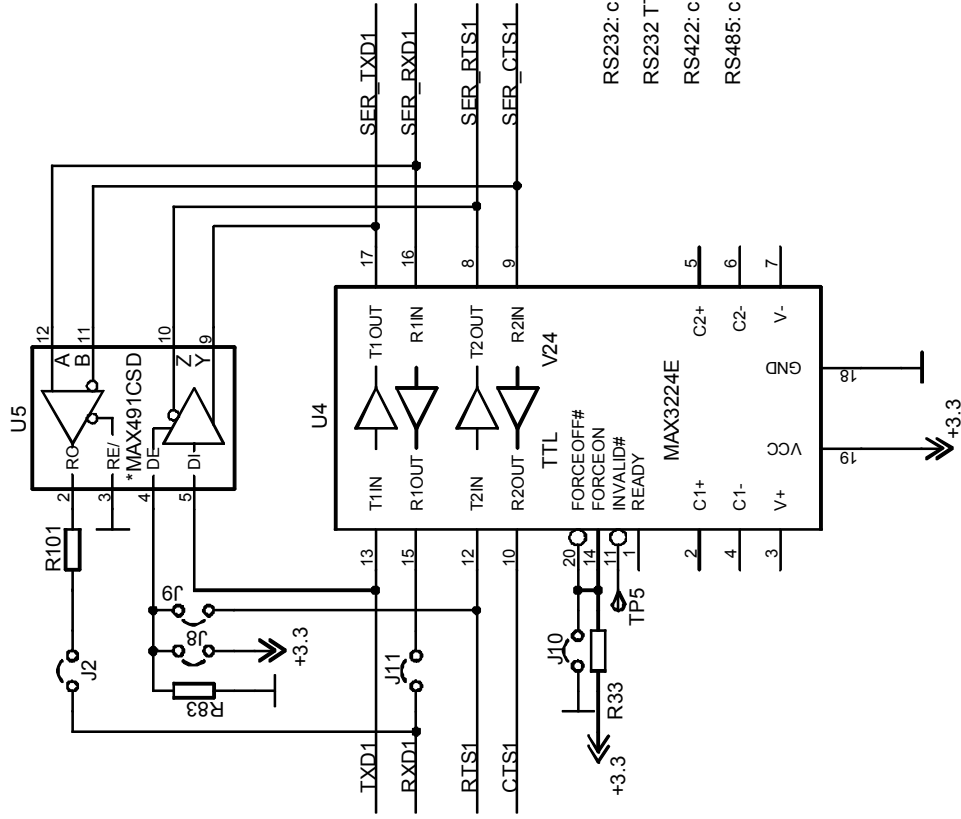 U5
*MAX491CSD
RO
RE/
DE
DI
A
B
Z
Y
2
3
4
5
12
11
10
9
R101
J2
J9
J8
+3.3
R83
J11
TXD1
RXD1
RTS1
CTS1
U4
13
15
12
10
T1IN
R1OUT
T2IN
R2OUT
T1OUT
R1IN
T2OUT
R2IN
17
16
8
9
TTL
V24
SER_TXD1
SER_RXD1
SER_RTS1
SER_CTS1
20
14
11
1
FORCEOFF#
FORCEON
INVALID#
READY
TP5
J10
R33
+3.3
MAX3224E
2
4
3
C1+
C1-
V+
C2+
C2-
V-
5
6
7
VCC
GND
19
18
+3.3
RS232: c
RS232 T
RS422: c
RS485: c